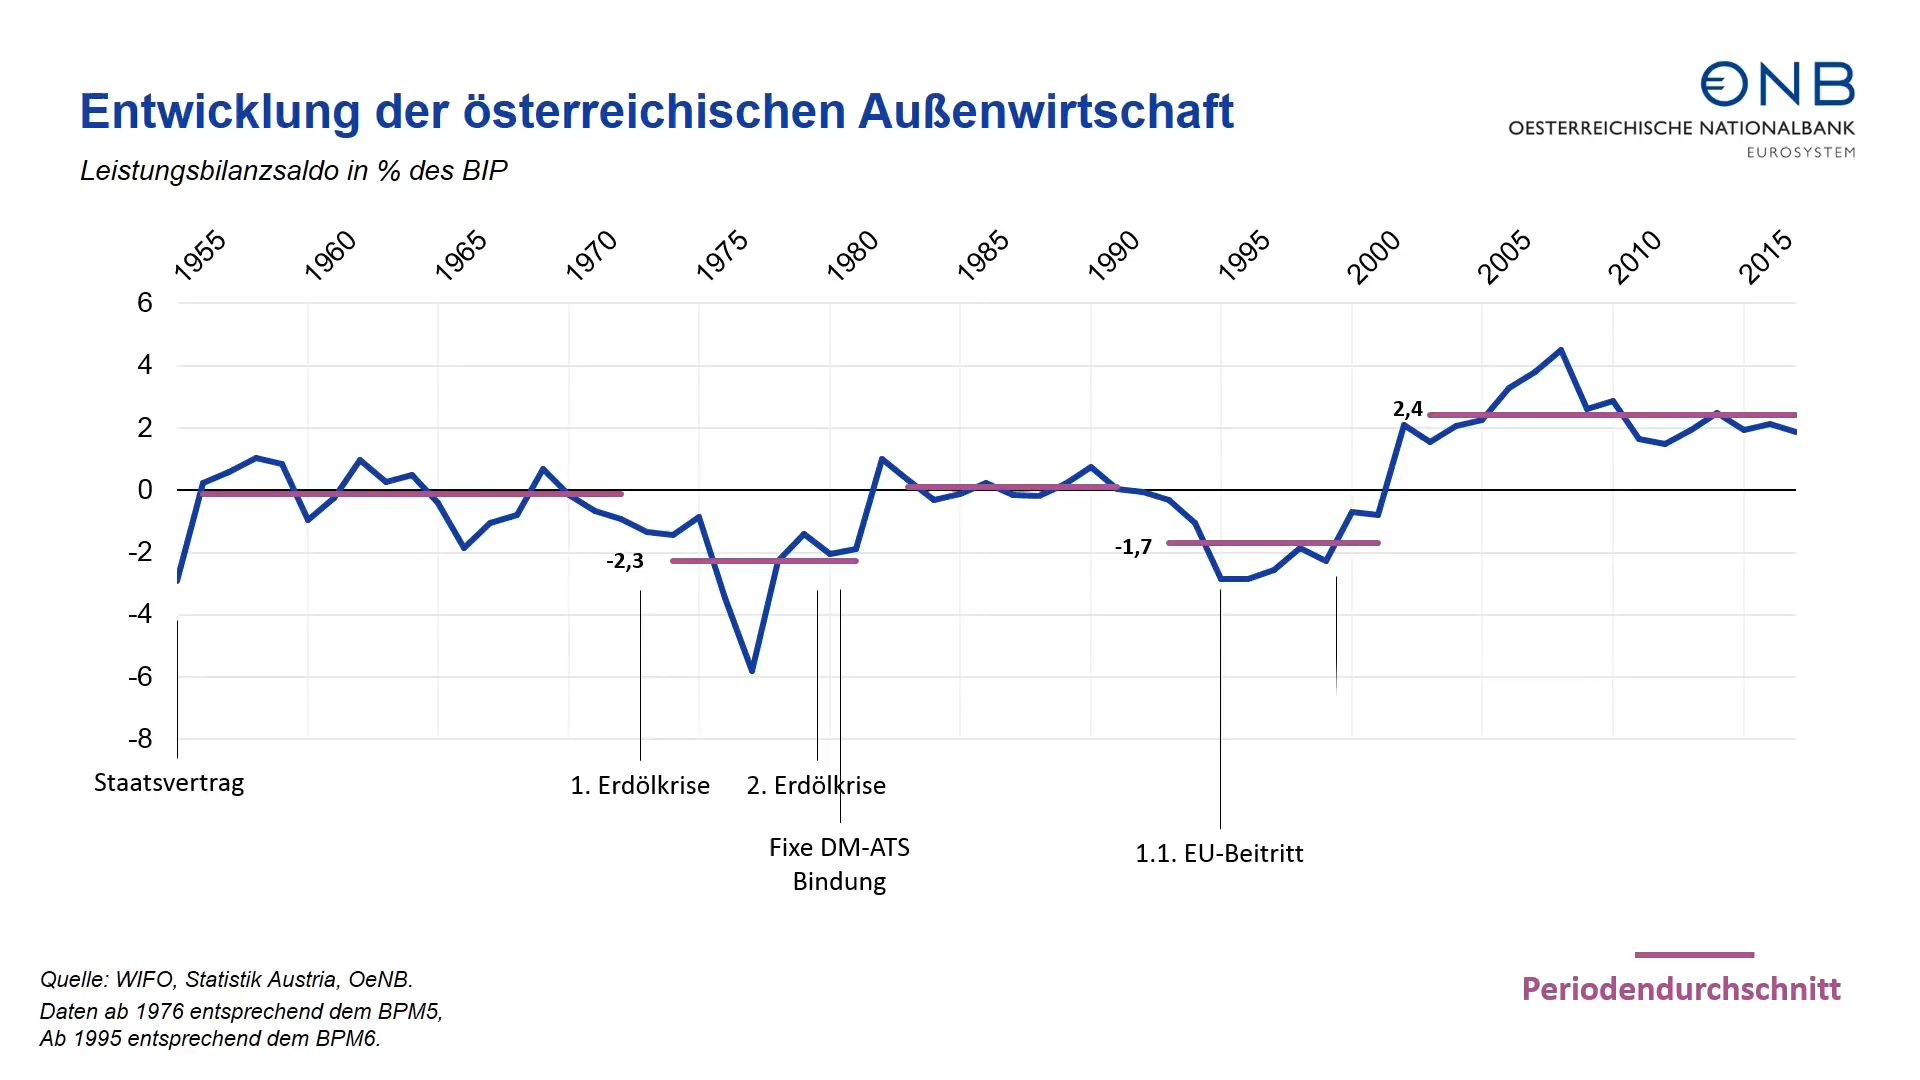 ONB
OESTERREICHISCHE NATIONALBANK
EUROSYSTEM
Entwicklung der österreichischen Außenwirtschaft
Leistungsbilanzsaldo in % des BIP
1955 1960 1965 1970 1975 1980 1985 1990 1995 2000 2005 2010 2015
6
4
2,4
2
0
-2
-2,3
-1,7
-4
-6
-8
Staatsvertrag
1. Erdölkrise
2. Erdölkrise
Fixe DM-ATS
Bindung
1.1. EU-Beitritt
Quelle: WIFO, Statistik Austria, OeNB.
Daten ab 1976 entsprechend dem BPM5,
Ab 1995 entsprechend dem BPM6.
Periodendurchschnitt